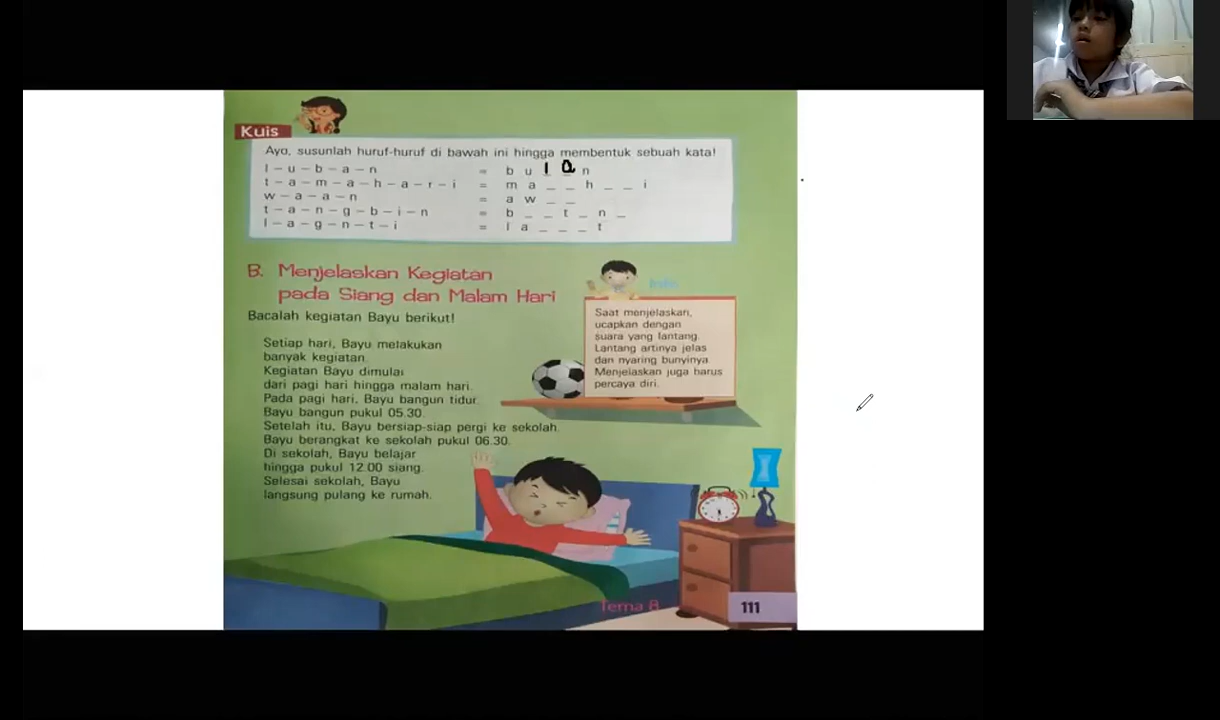 Kuis
Ayo, susunlah huruf-huruf di bawah ini hingga membentuk sebuah kata!
l - u - b - a - n = b u l a n
t - a - m - a - h - a - r - i = m a _ _ h _ _ i
w - a - a - n = a w _ _
t - a - n - g - b - i - n = b _ _ t _ n _
l - a - g - n - t - i = l a _ _ _ t
B. Menjelaskan Kegiatan
pada Siang dan Malam Hari
Bacalah kegiatan Bayu berikut!
Info
Saat menjelaskan,
ucapkan dengan
suara yang lantang.
Lantang artinya jelas
dan nyaring bunyinya.
Menjelaskan juga harus
percaya diri.
Setiap hari, Bayu melakukan
banyak kegiatan.
Kegiatan Bayu dimulai
dari pagi hari hingga malam hari.
Pada pagi hari, Bayu bangun tidur.
Bayu bangun pukul 05.30.
Setelah itu, Bayu bersiap-siap pergi ke sekolah.
Bayu berangkat ke sekolah pukul 06.30.
Di sekolah, Bayu belajar
hingga pukul 12.00 siang.
Selesai sekolah, Bayu
langsung pulang ke rumah.
Tema 8
111